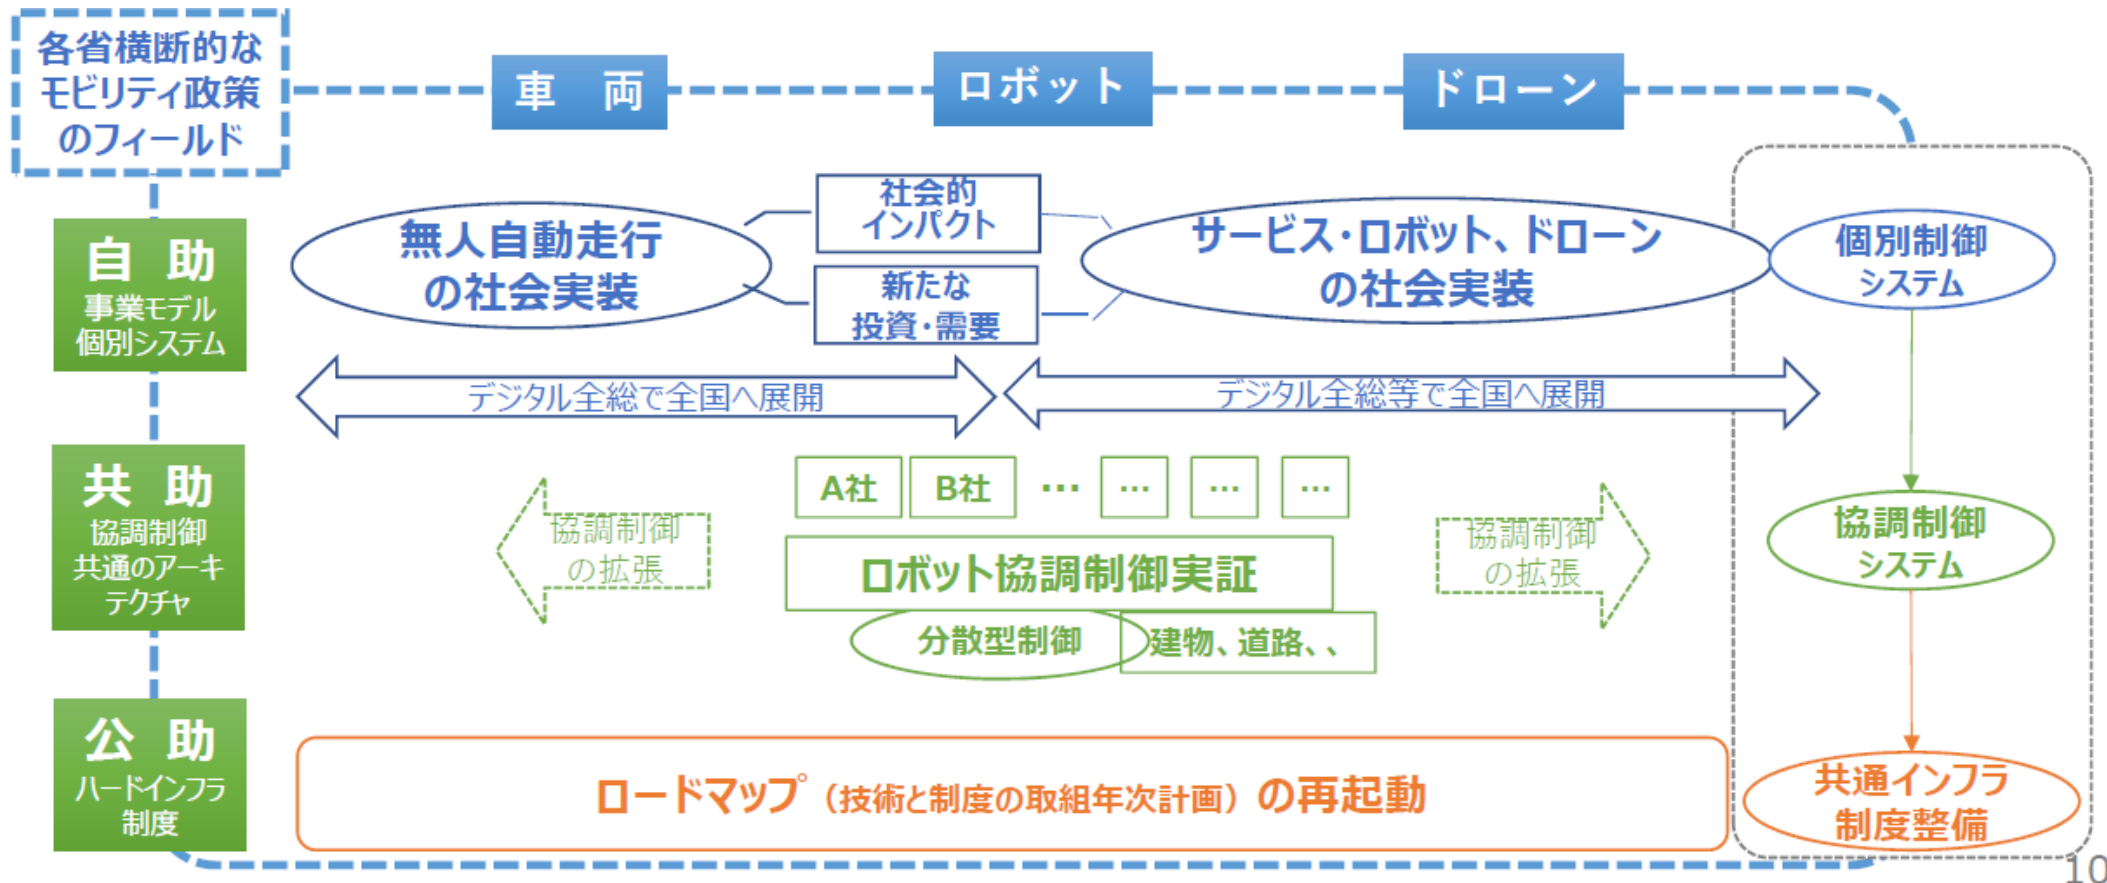 各省横断的な
モビリティ政策
のフィールド
車 両
ロボット
ドローン
自 助
事業モデル
個別システム
無人自動走行
の社会実装
社会的
インパクト
新たな
投資・需要
サービス・ロボット、ドローン
の社会実装
個別制御
システム
デジタル全総で全国へ展開
デジタル全総等で全国へ展開
共 助
協調制御
共通のアーキ
テクチャ
協調制御
の拡張
A社
B社
…
…
…
…
ロボット協調制御実証
分散型制御
建物、道路、、
協調制御
の拡張
協調制御
システム
公 助
ハードインフラ
制度
ロードマップ（技術と制度の取組年次計画）の再起動
共通インフラ
制度整備
10